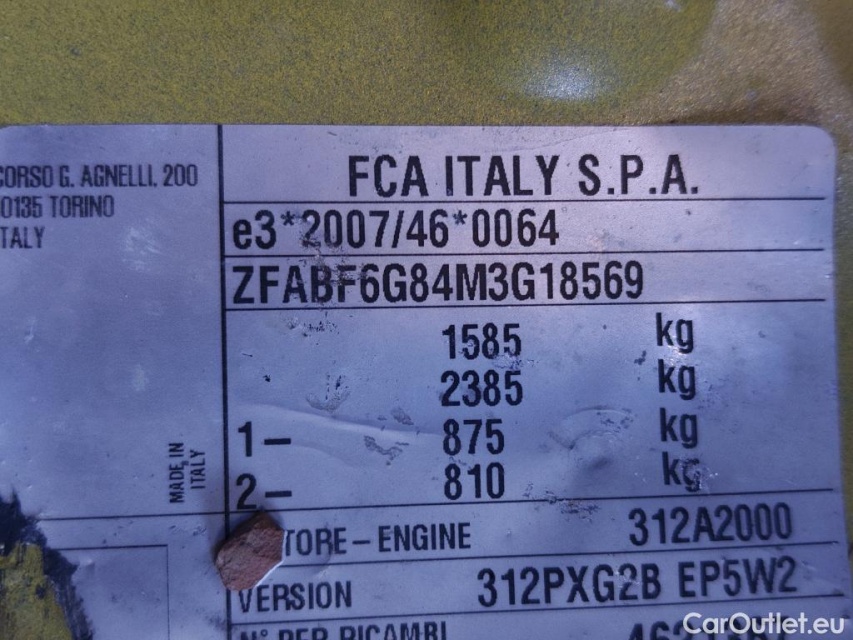 CORSO G. AGNELLI, 200
0135 TORINO
TALY
FCA ITALY S.P.A.
e3*2007/46*0064
ZFABF6G84M3G18569
1585 kg
2385 kg
1– 875 kg
2– 810 kg
MADE IN
ITALY
TORE – ENGINE 312A2000
VERSION 312PXG2B EP5W2
N° PER RICAMBI
CarOutlet.eu